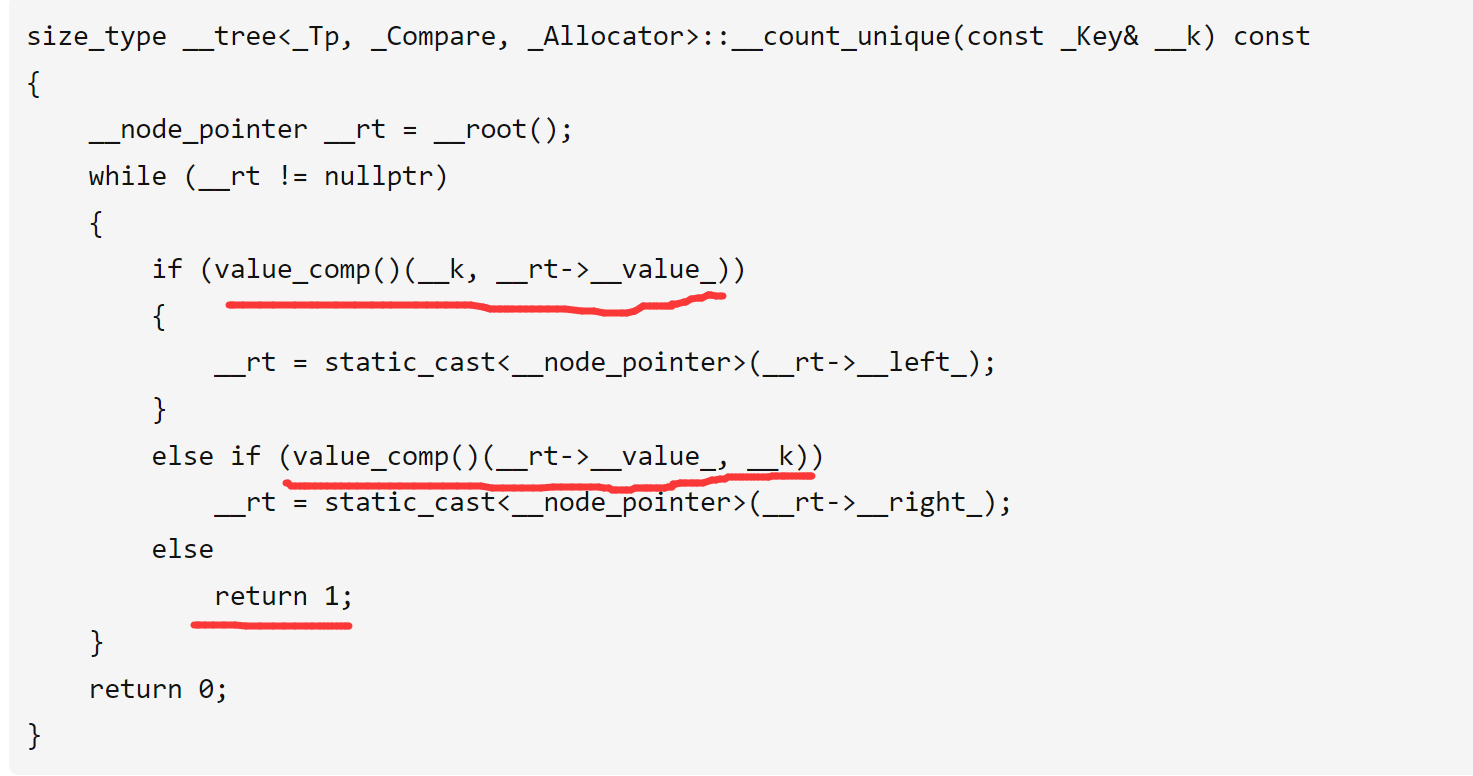 size_type __tree<_Tp, _Compare, _Allocator>::__count_unique(const _Key& __k) const
{
    __node_pointer __rt = __root();
    while (__rt != nullptr)
    {
        if (value_comp()(__k, __rt->__value_))
        {
            __rt = static_cast<__node_pointer>(__rt->__left_);
        }
        else if (value_comp()(__rt->__value_, __k))
            __rt = static_cast<__node_pointer>(__rt->__right_);
        else
            return 1;
    }
    return 0;
}